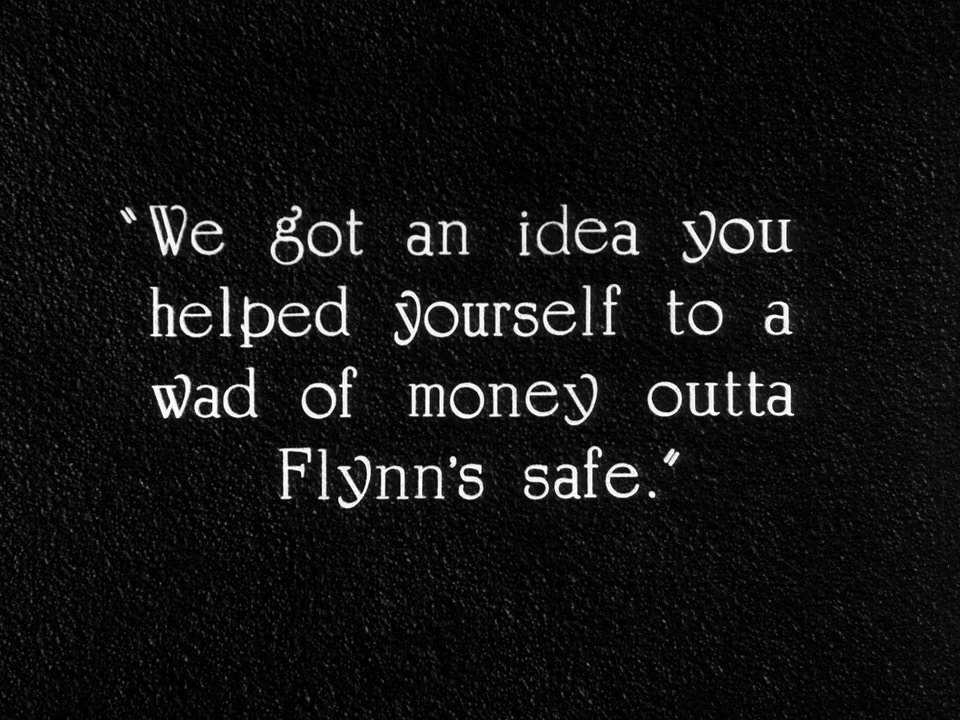 "We got an idea you
helped yourself to a
wad of money outta
Flynn's safe."